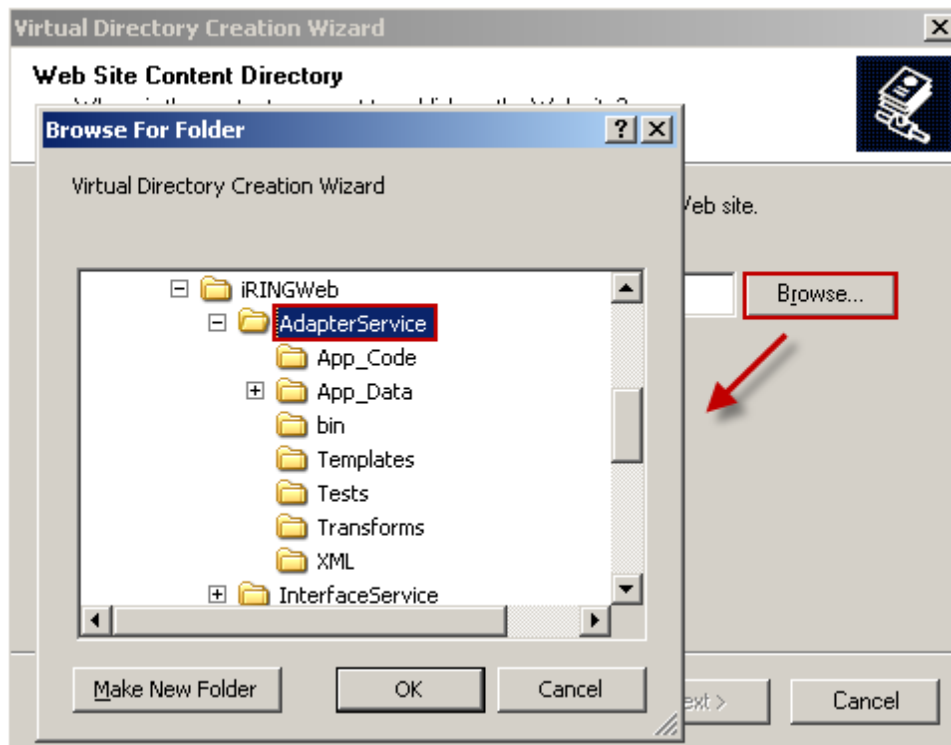 Virtual Directory Creation Wizard
Web Site Content Directory
Browse For Folder
Virtual Directory Creation Wizard
Web site.
iRINGWeb
Browse...
AdapterService
App_Code
App_Data
bin
Templates
Tests
Transforms
XML
InterfaceService
Make New Folder
OK
Cancel
ext >
Cancel